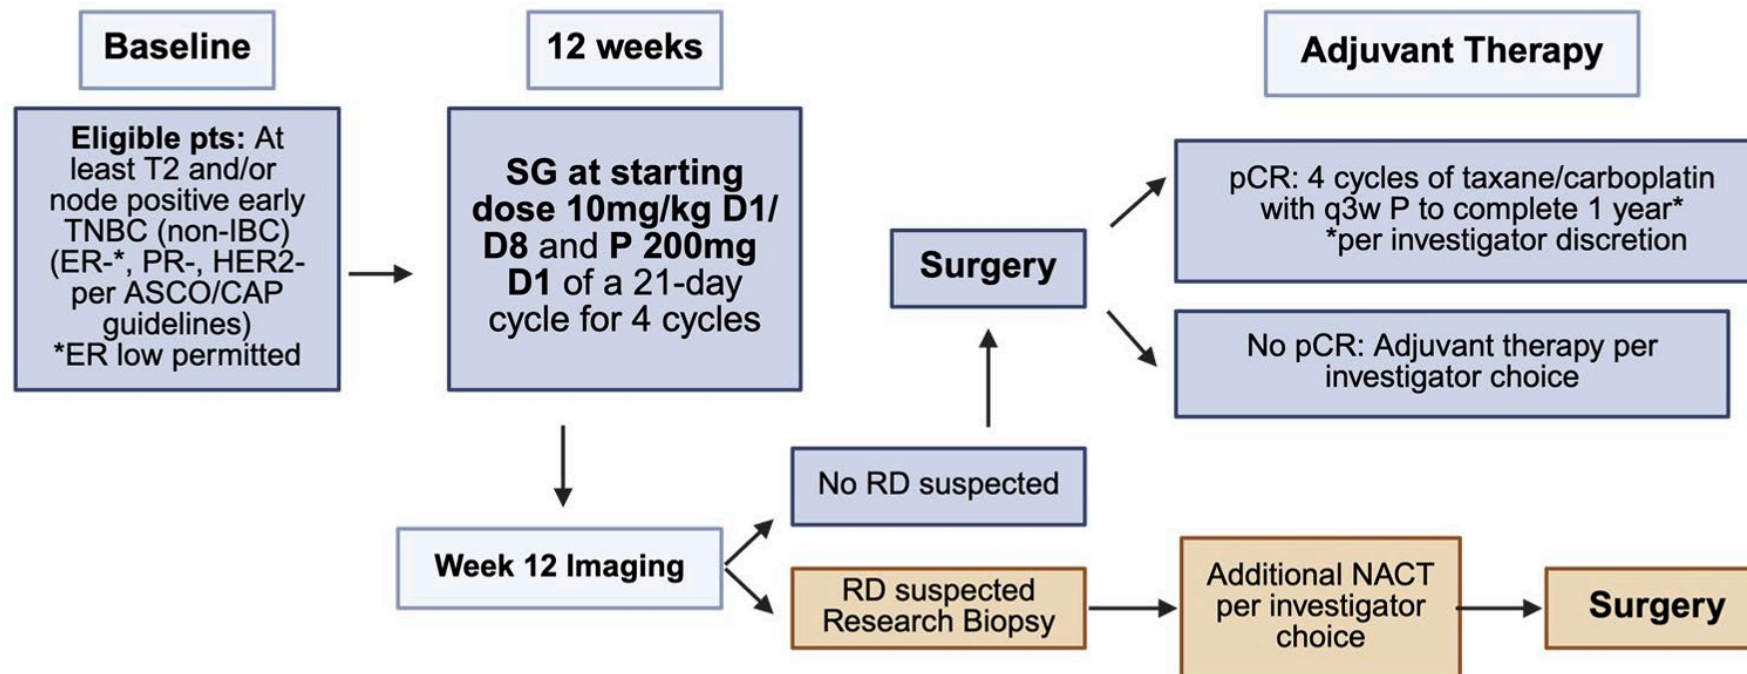 Baseline
12 weeks
Adjuvant Therapy
Eligible pts: At
least T2 and/or
node positive early
TNBC (non-IBC)
(ER-*, PR-, HER2-
per ASCO/CAP
guidelines)
*ER low permitted
SG at starting
dose 10mg/kg D1/
D8 and P 200mg
D1 of a 21-day
cycle for 4 cycles
Week 12 Imaging
No RD suspected
Surgery
pCR: 4 cycles of taxane/carboplatin
with q3w P to complete 1 year*
*per investigator discretion
No pCR: Adjuvant therapy per
investigator choice
RD suspected
Research Biopsy
Additional NACT
per investigator
choice
Surgery